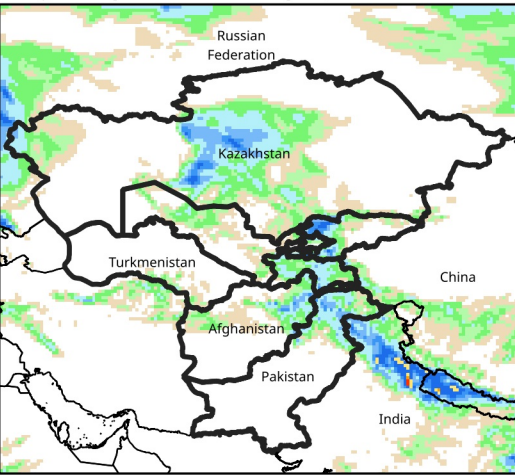 Russian
Federation
Kazakhstan
Turkmenistan
China
Afghanistan
Pakistan
India